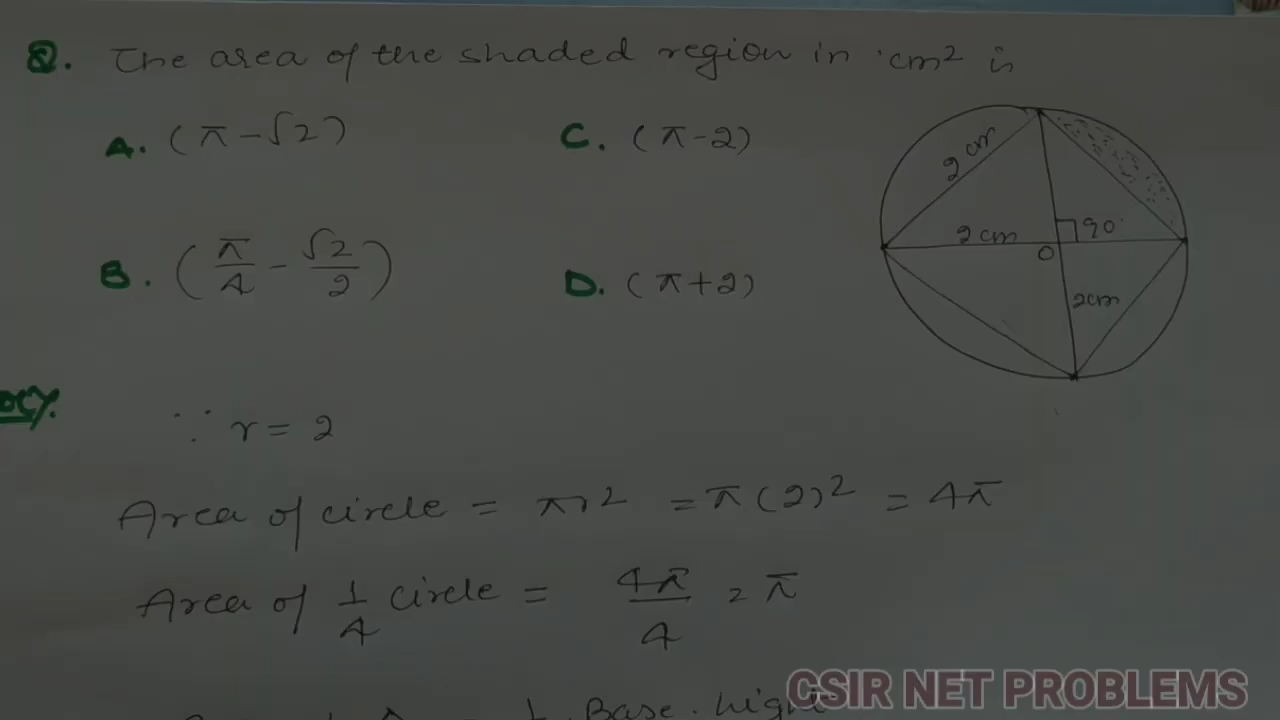 Q. The area of the shaded region in cm² is
A. (π-√2) C. (π-2)
B. (π/4 - √2/2) D. (π+2)
2 cm
2 cm
90°
O
2cm
∵ r = 2
Area of circle = πr² = π(2)² = 4π
Area of 1/4 circle = 4π/4 = π
Base. hight
CSIR NET PROBLEMS